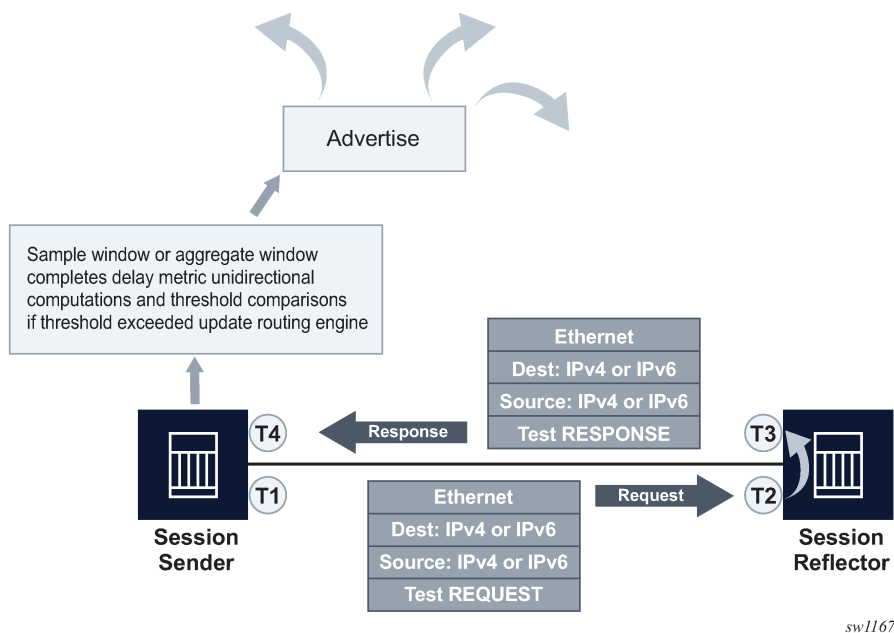 Advertise
Sample window or aggregate window
completes delay metric unidirectional
computations and threshold comparisons
if threshold exceeded update routing engine
Ethernet
Dest: IPv4 or IPv6
Source: IPv4 or IPv6
Test RESPONSE
T4
Response
T3
T1
Ethernet
Dest: IPv4 or IPv6
Source: IPv4 or IPv6
Test REQUEST
Request
T2
Session
Sender
Session
Reflector
sw1167